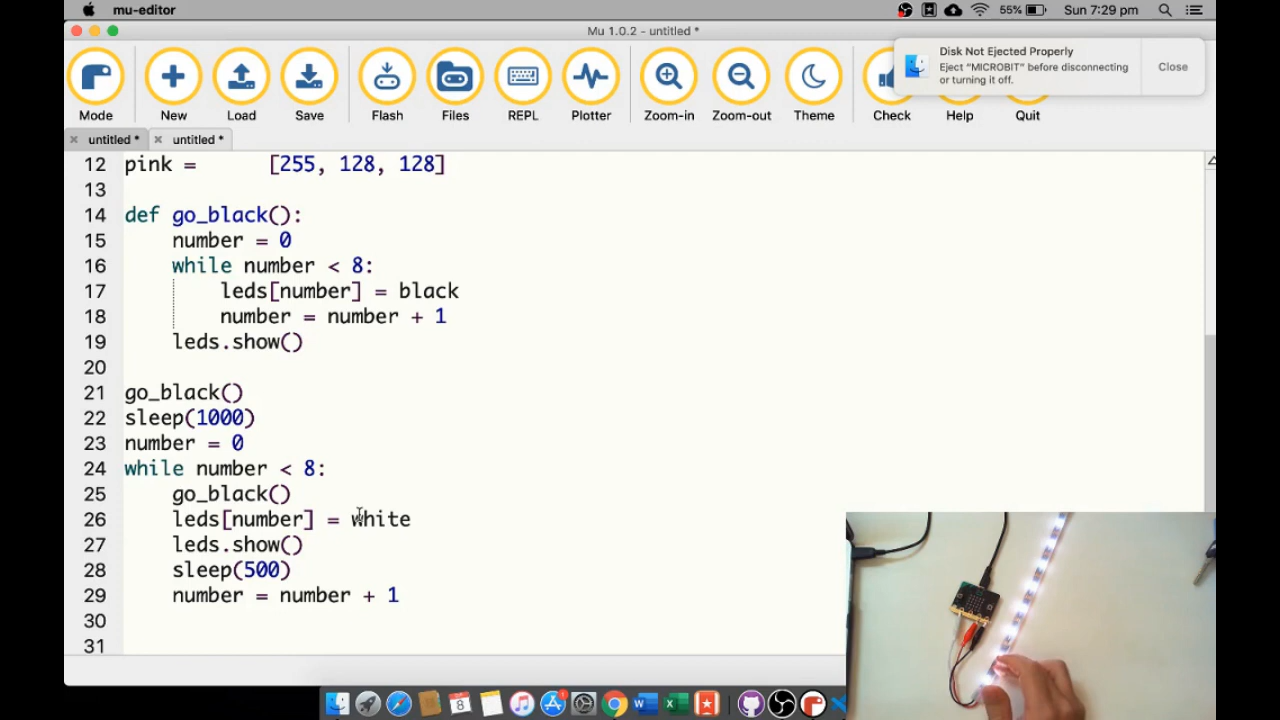 mu-editor 55% Sun 7:29 pm
Mu 1.0.2 - untitled *
Disk Not Ejected Properly
Eject “MICROBIT” before disconnecting
or turning it off.
Close
Mode New Load Save Flash Files REPL Plotter Zoom-in Zoom-out Theme Check Help Quit
untitled * untitled *
12 pink = [255, 128, 128]
13
14 def go_black():
15 number = 0
16 while number < 8:
17 leds[number] = black
18 number = number + 1
19 leds.show()
20
21 go_black()
22 sleep(1000)
23 number = 0
24 while number < 8:
25 go_black()
26 leds[number] = white
27 leds.show()
28 sleep(500)
29 number = number + 1
30
31